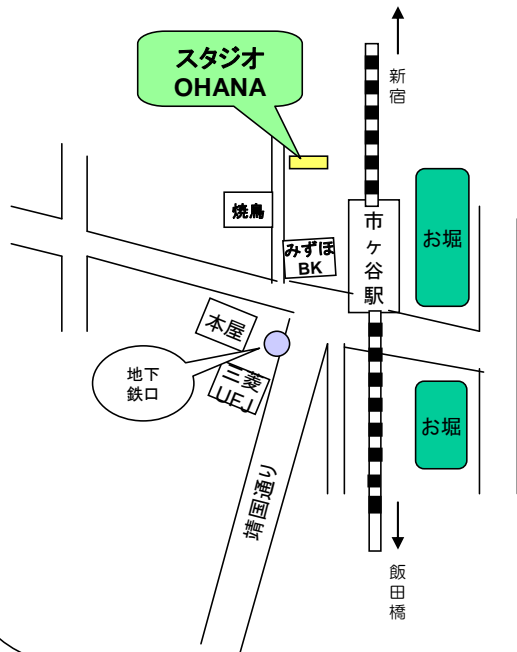 スタジオ
OHANA
新宿
焼鳥
みずほ
BK
市ヶ谷駅
お堀
本屋
地下
鉄口
三菱
UFJ
お堀
靖国通り
飯田橋